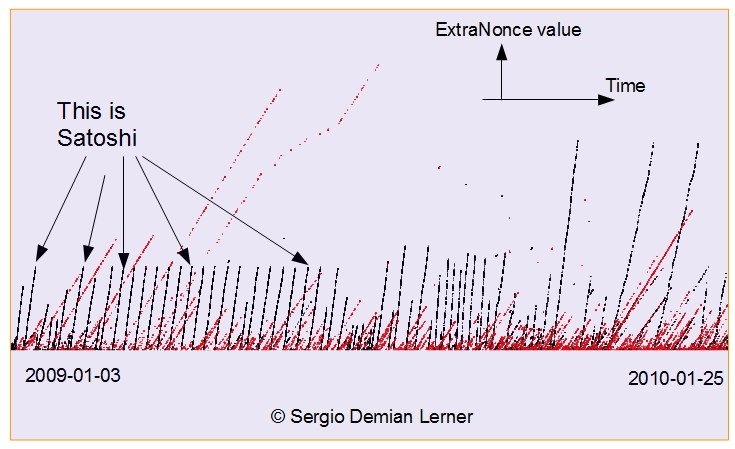 ExtraNonce value
Time
This is
Satoshi
2009-01-03
2010-01-25
© Sergio Demian Lerner